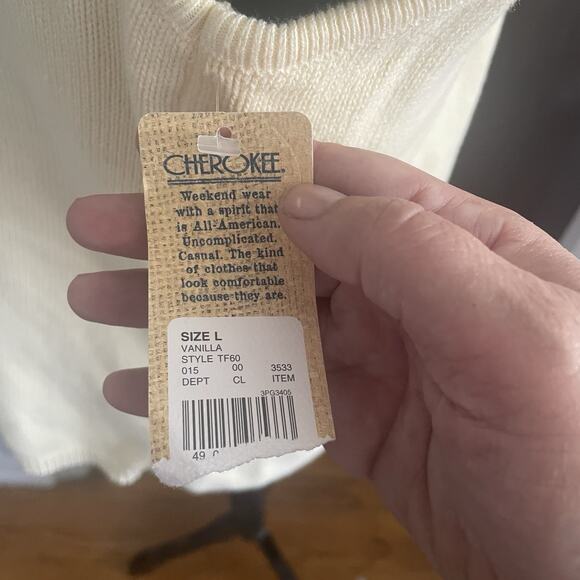 CHEROKEE
Weekend wear
with a spirit that
is All-American.
Uncomplicated.
Casual. The kind
of clothes that
look comfortable
because they are.
SIZE L
VANILLA
STYLE TF60
015 00 3533
DEPT CL ITEM
3PG3405
49